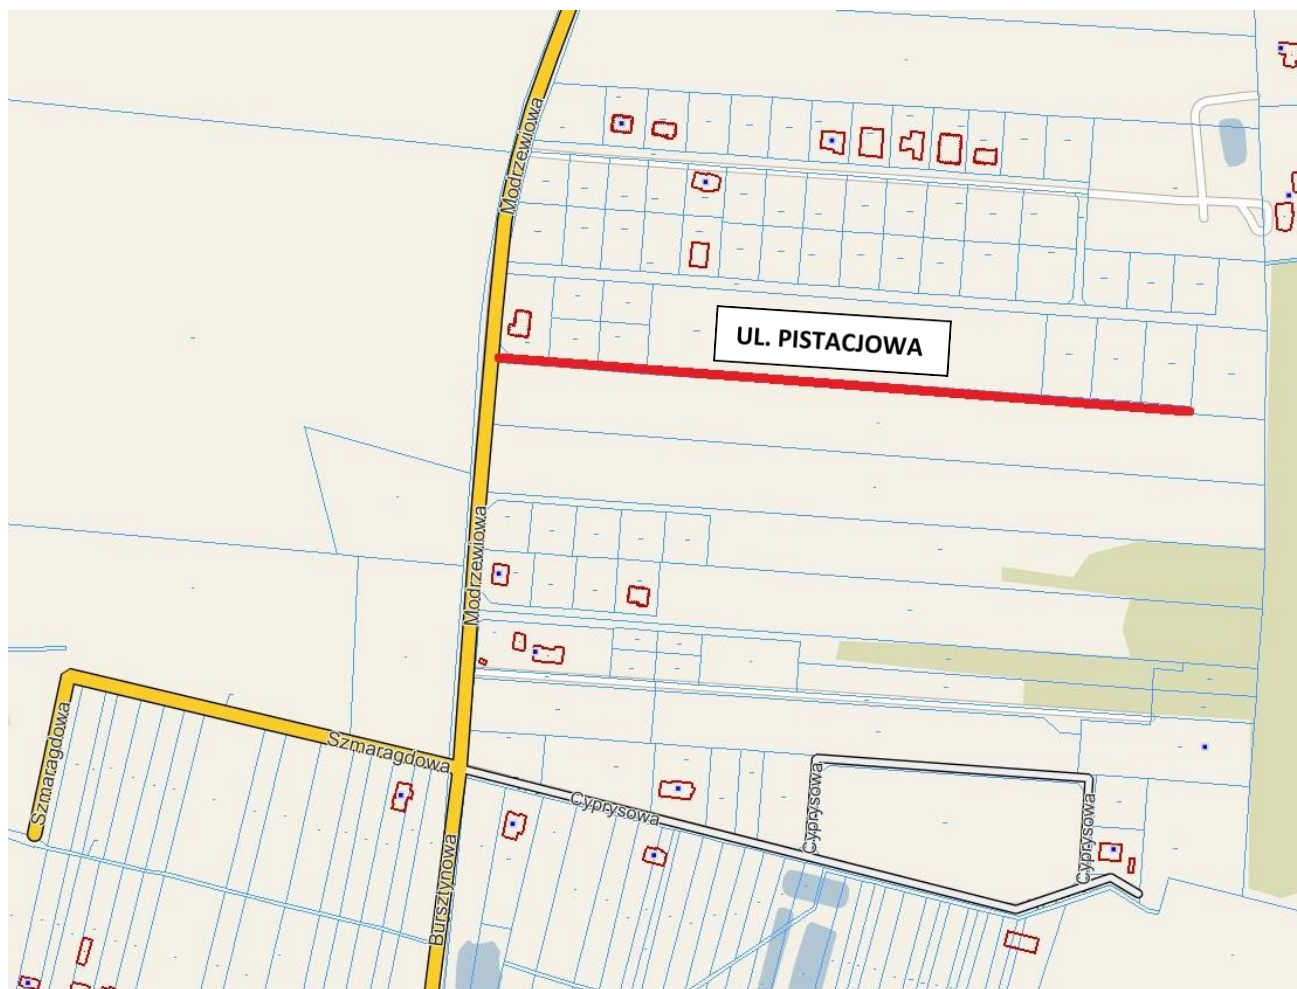 Modrzewiowa
UL. PISTACJOWA
Modrzewiowa
Szmaragdowa
Szmaragdowa
Cyprysowa
Cyprysowa
Cyprysowa
Bursztynowa